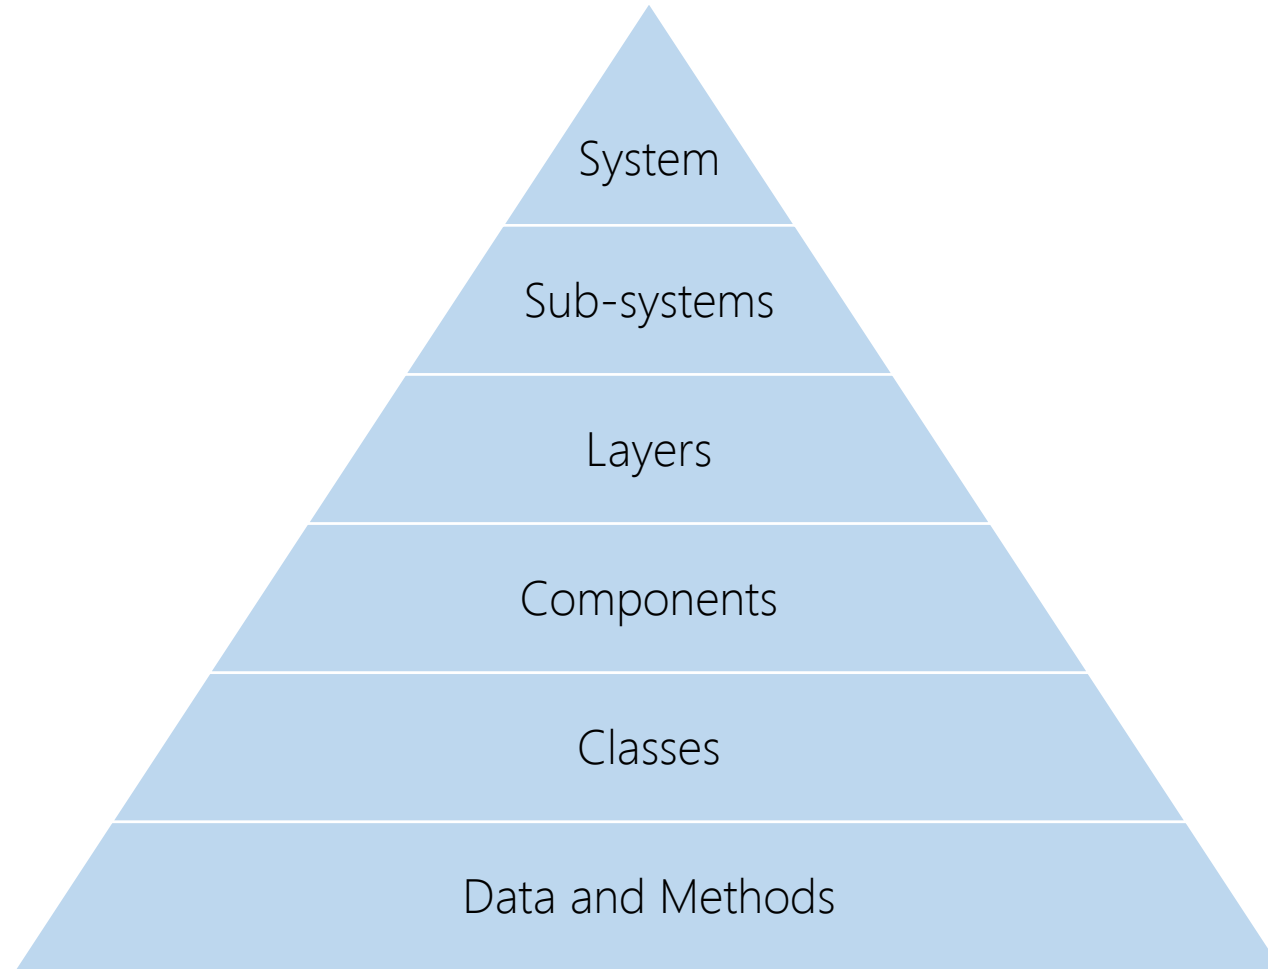 System
Sub-systems
Layers
Components
Classes
Data and Methods